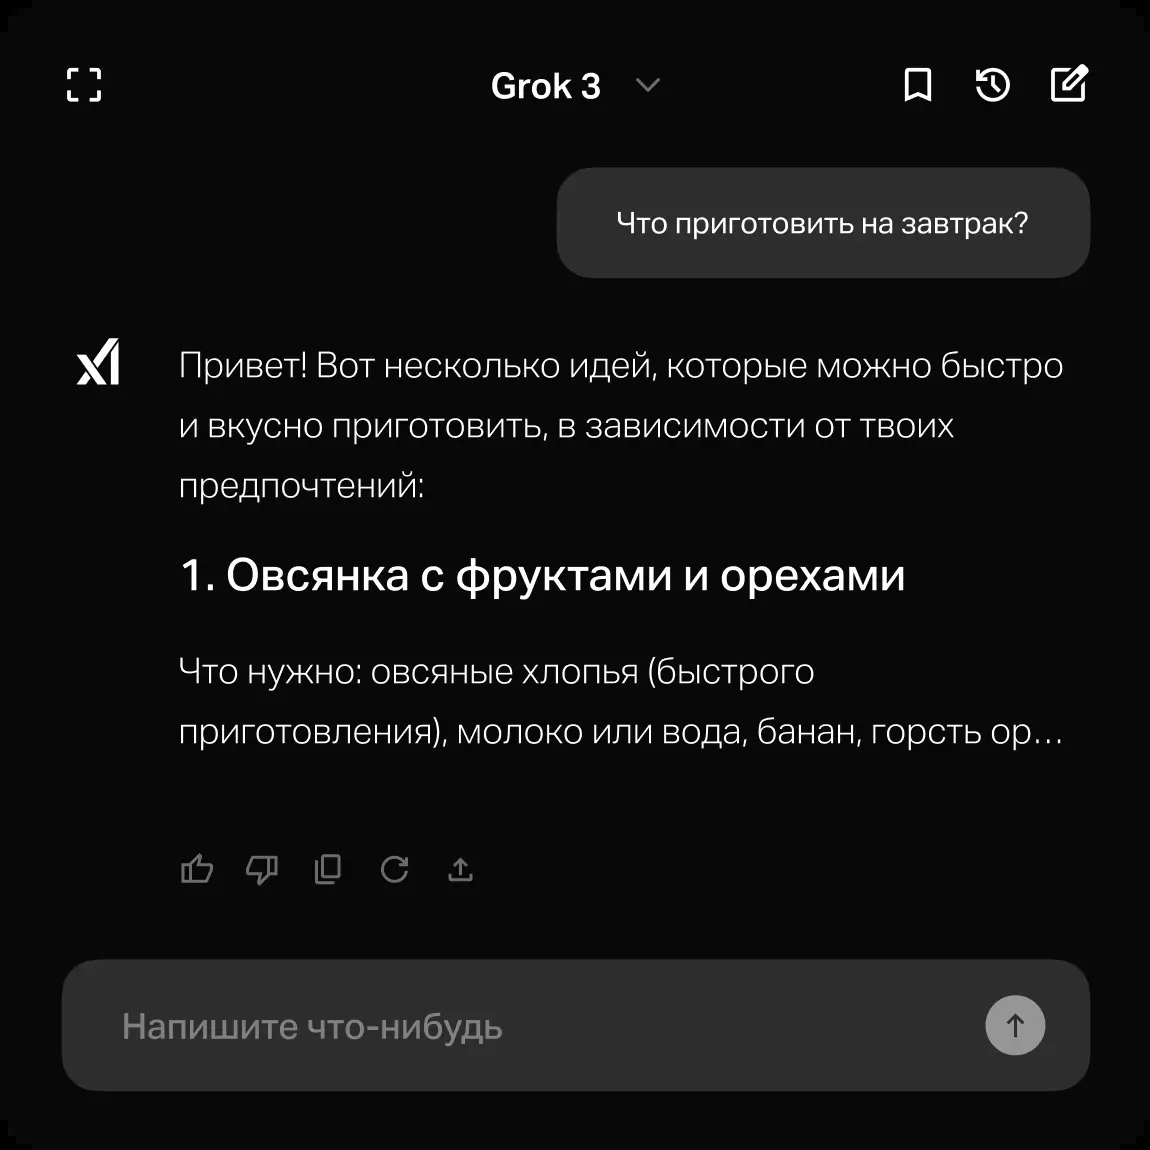 Grok 3
Что приготовить на завтрак?
Привет! Вот несколько идей, которые можно быстро
и вкусно приготовить, в зависимости от твоих
предпочтений:
1. Овсянка с фруктами и орехами
Что нужно: овсяные хлопья (быстрого
приготовления), молоко или вода, банан, горсть ор...
Напишите что-нибудь